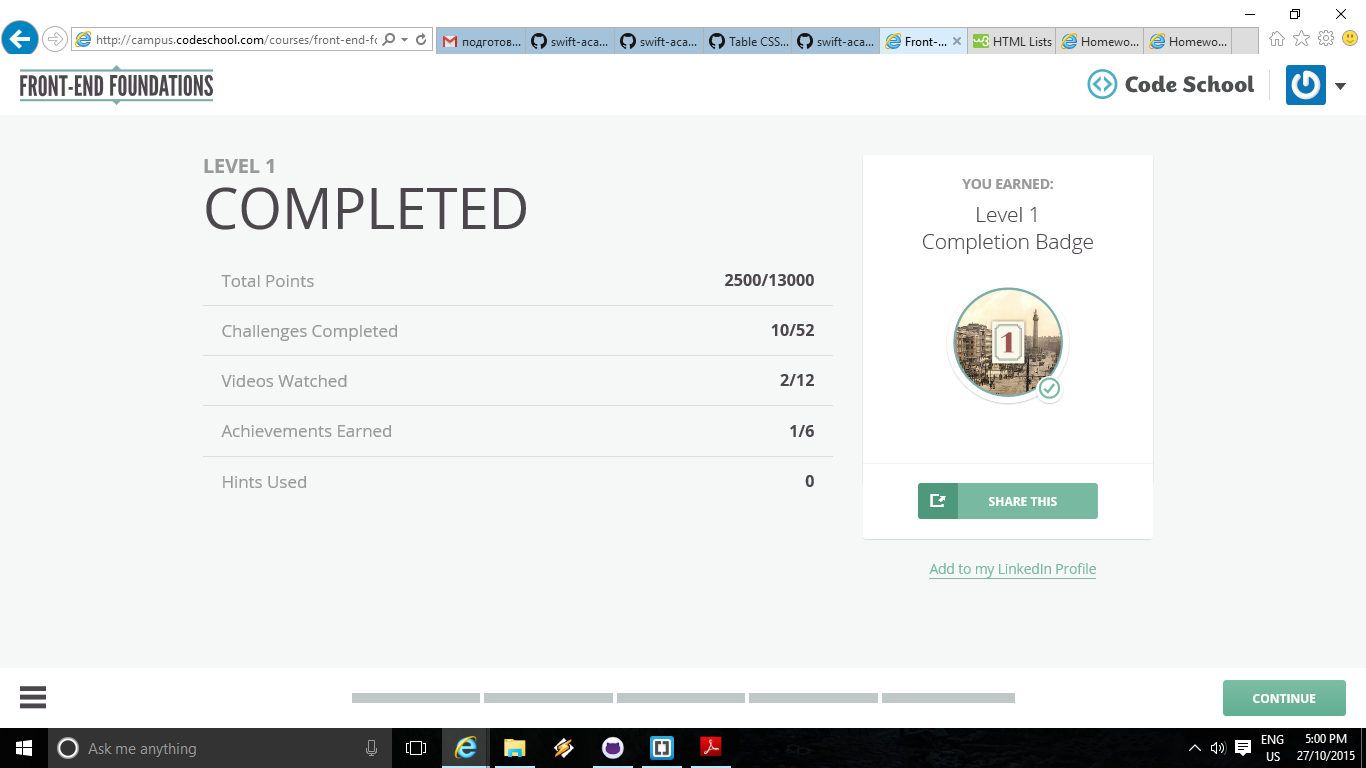 http://campus.codeschool.com/courses/front-end-fo
подготов...
swift-aca...
swift-aca...
Table CSS...
swift-aca...
Front-...
HTML Lists
Homewo...
Homewo...
FRONT-END FOUNDATIONS
Code School
LEVEL 1
COMPLETED
Total Points 2500/13000
Challenges Completed 10/52
Videos Watched 2/12
Achievements Earned 1/6
Hints Used 0
YOU EARNED:
Level 1
Completion Badge
1
SHARE THIS
Add to my LinkedIn Profile
CONTINUE
Ask me anything
ENG
US
5:00 PM
27/10/2015